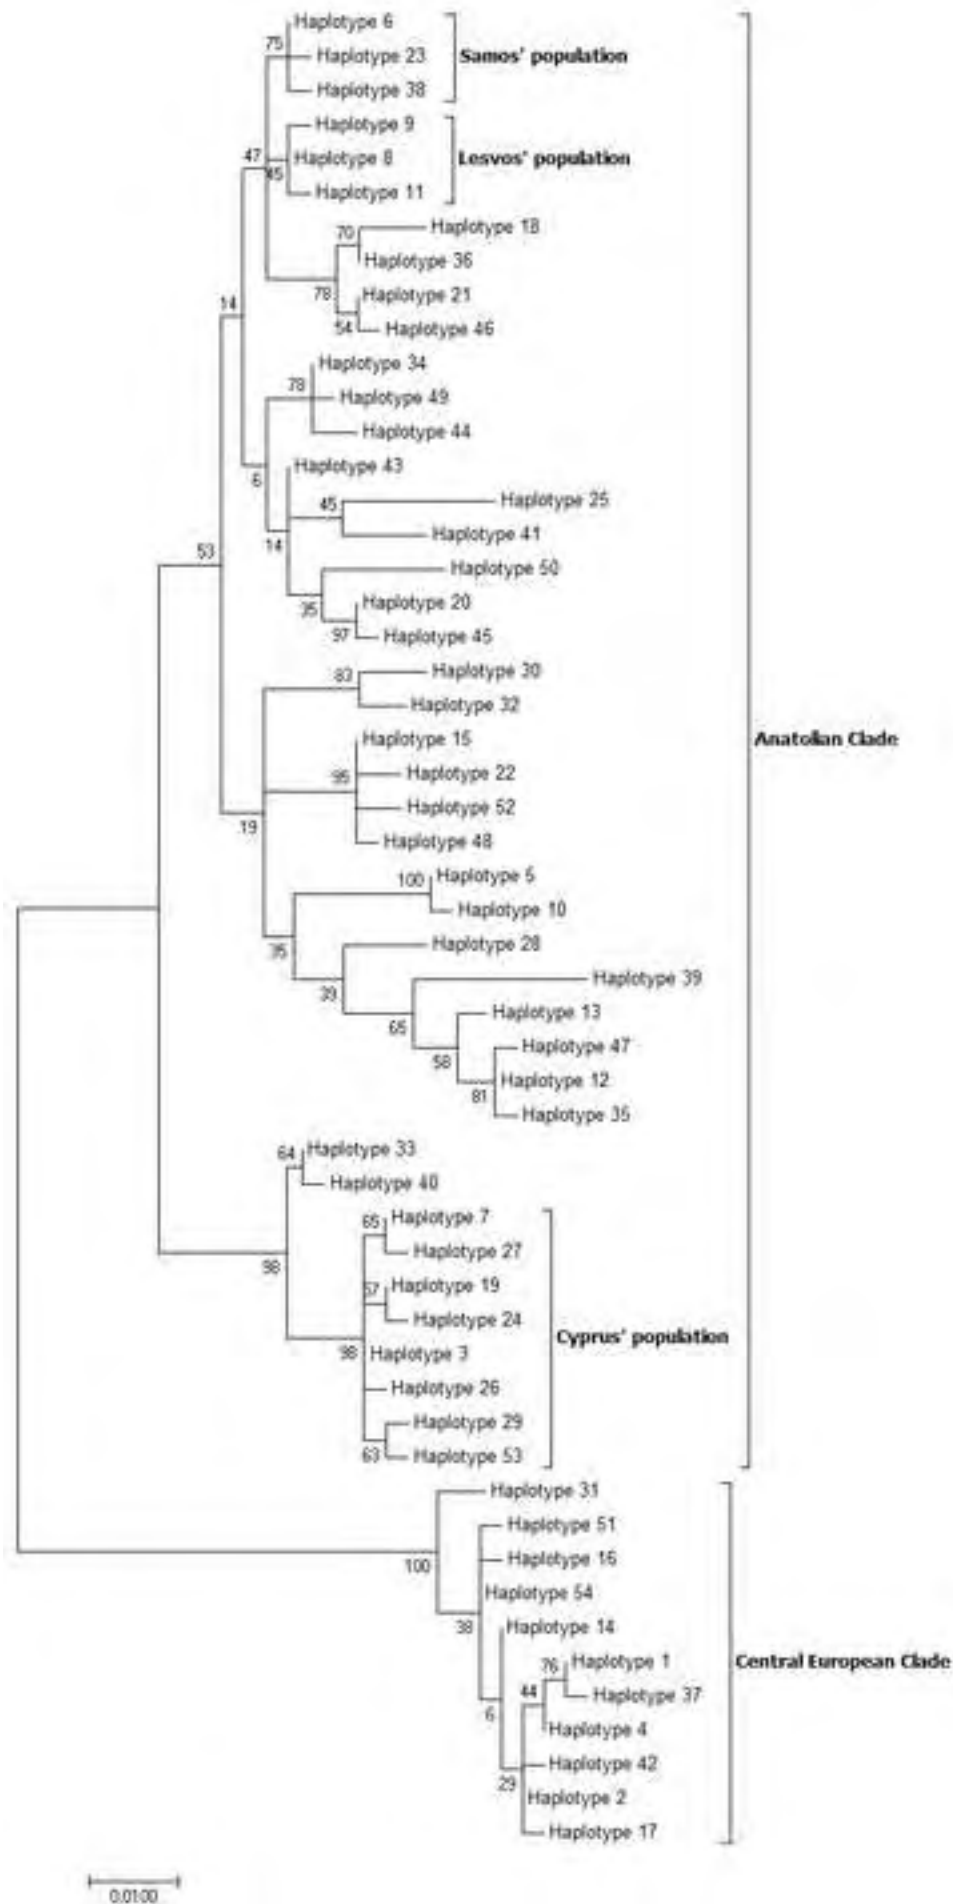 Haplotype 6
75
Haplotype 23
Samos' population
Haplotype 38
Haplotype 9
47
Haplotype 8
Lesvos' population
45
Haplotype 11
Haplotype 18
70
Haplotype 36
78
Haplotype 21
14
54
Haplotype 46
Haplotype 34
78
Haplotype 49
Haplotype 44
Haplotype 43
6
Haplotype 25
45
Haplotype 41
14
53
Haplotype 50
35
Haplotype 20
97
Haplotype 45
83
Haplotype 30
Haplotype 32
Haplotype 15
Anatolian Clade
95
Haplotype 22
Haplotype 52
19
Haplotype 48
100
Haplotype 5
Haplotype 10
35
Haplotype 28
39
Haplotype 39
65
Haplotype 13
58
Haplotype 47
81
Haplotype 12
Haplotype 35
64
Haplotype 33
Haplotype 40
65
Haplotype 7
98
Haplotype 27
57
Haplotype 19
Haplotype 24
Cyprus' population
98
Haplotype 3
Haplotype 26
Haplotype 29
63
Haplotype 53
Haplotype 31
Haplotype 51
100
Haplotype 16
Haplotype 54
38
Haplotype 14
76
Haplotype 1
Central European Clade
44
Haplotype 37
6
Haplotype 4
Haplotype 42
29
Haplotype 2
Haplotype 17
0.0100